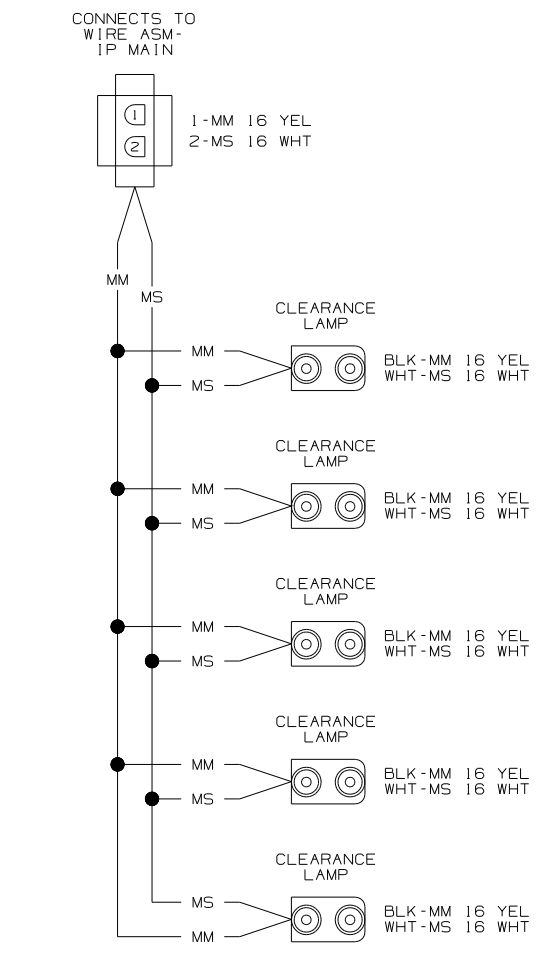 CONNECTS TO
WIRE ASM-
IP MAIN
1
2
1-MM 16 YEL
2-MS 16 WHT
MM
MS
CLEARANCE
LAMP
MM
MS
BLK-MM 16 YEL
WHT-MS 16 WHT
CLEARANCE
LAMP
MM
MS
BLK-MM 16 YEL
WHT-MS 16 WHT
CLEARANCE
LAMP
MM
MS
BLK-MM 16 YEL
WHT-MS 16 WHT
CLEARANCE
LAMP
MM
MS
BLK-MM 16 YEL
WHT-MS 16 WHT
CLEARANCE
LAMP
MS
MM
BLK-MM 16 YEL
WHT-MS 16 WHT